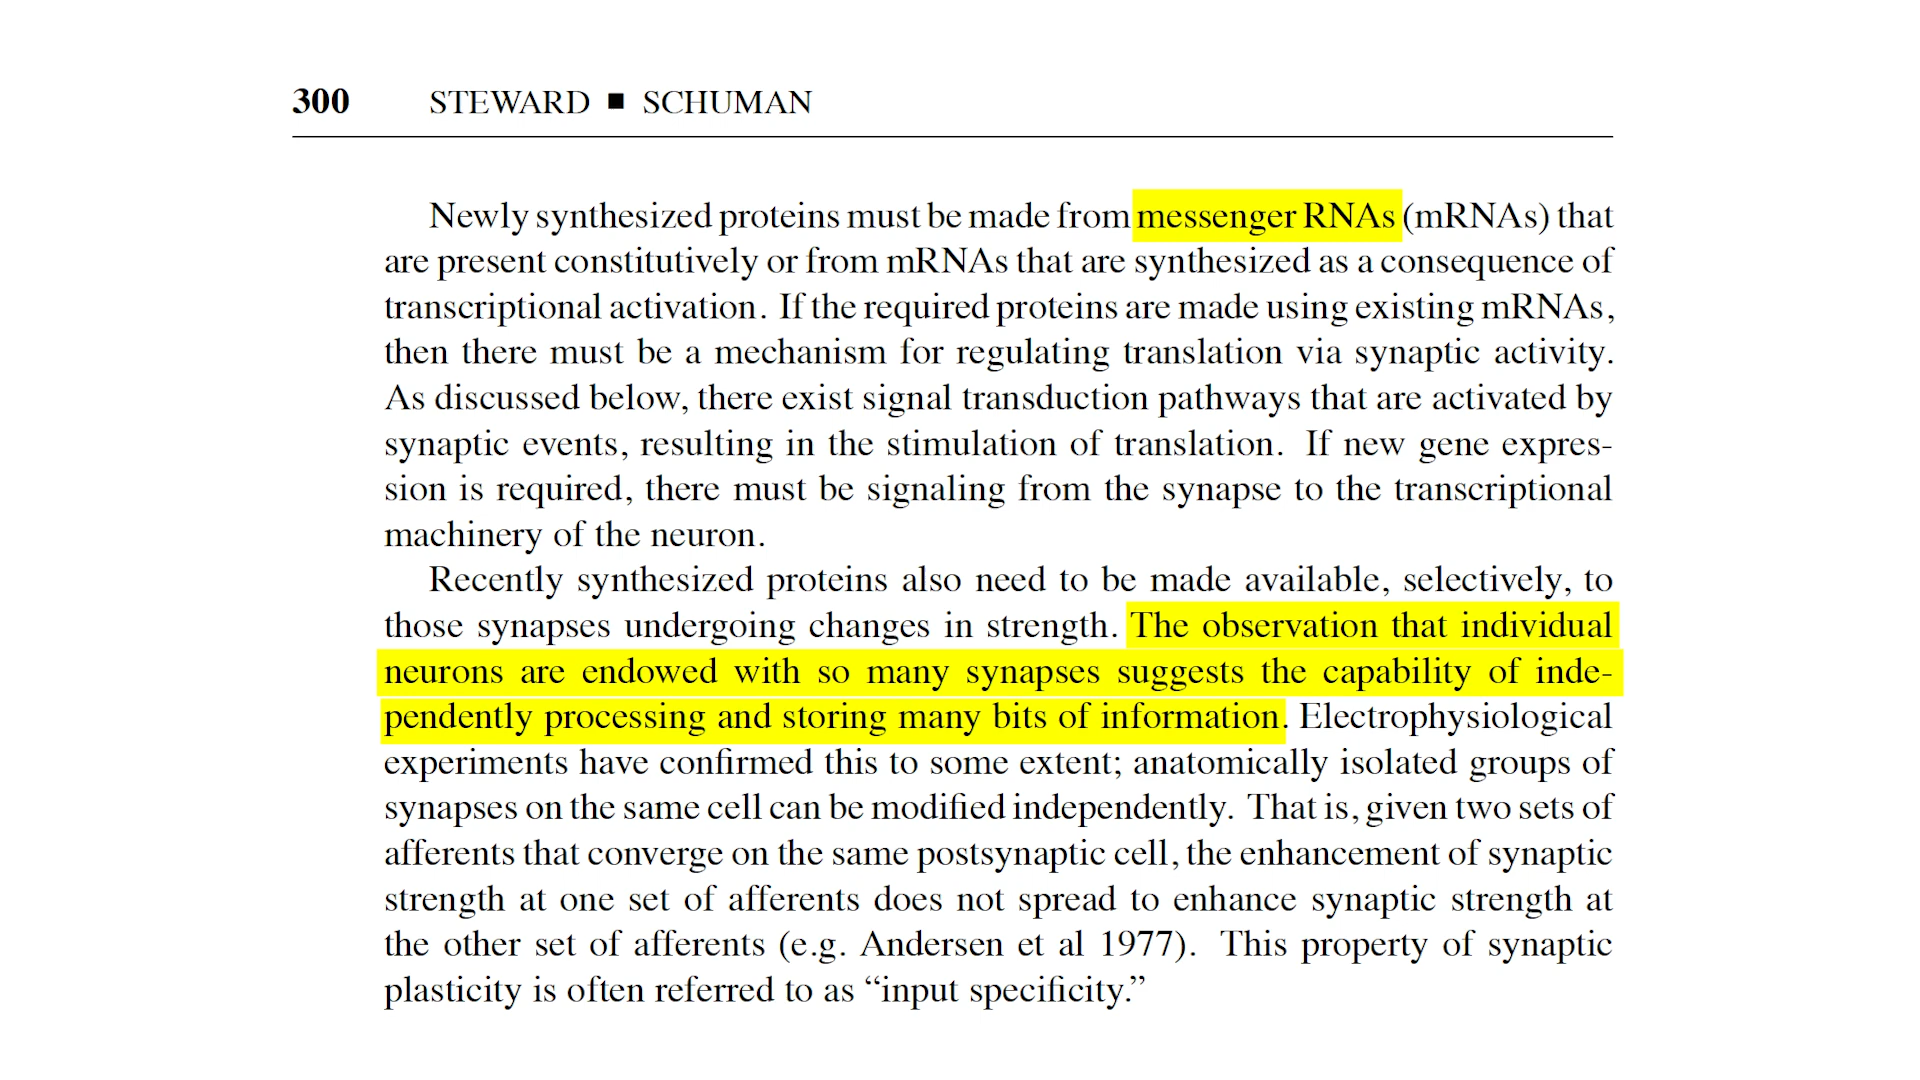 300 STEWARD ■ SCHUMAN
Newly synthesized proteins must be made from messenger RNAs (mRNAs) that
are present constitutively or from mRNAs that are synthesized as a consequence of
transcriptional activation. If the required proteins are made using existing mRNAs,
then there must be a mechanism for regulating translation via synaptic activity.
As discussed below, there exist signal transduction pathways that are activated by
synaptic events, resulting in the stimulation of translation. If new gene expres-
sion is required, there must be signaling from the synapse to the transcriptional
machinery of the neuron.
Recently synthesized proteins also need to be made available, selectively, to
those synapses undergoing changes in strength. The observation that individual
neurons are endowed with so many synapses suggests the capability of inde-
pendently processing and storing many bits of information. Electrophysiological
experiments have confirmed this to some extent; anatomically isolated groups of
synapses on the same cell can be modified independently. That is, given two sets of
afferents that converge on the same postsynaptic cell, the enhancement of synaptic
strength at one set of afferents does not spread to enhance synaptic strength at
the other set of afferents (e.g. Andersen et al 1977). This property of synaptic
plasticity is often referred to as “input specificity.”